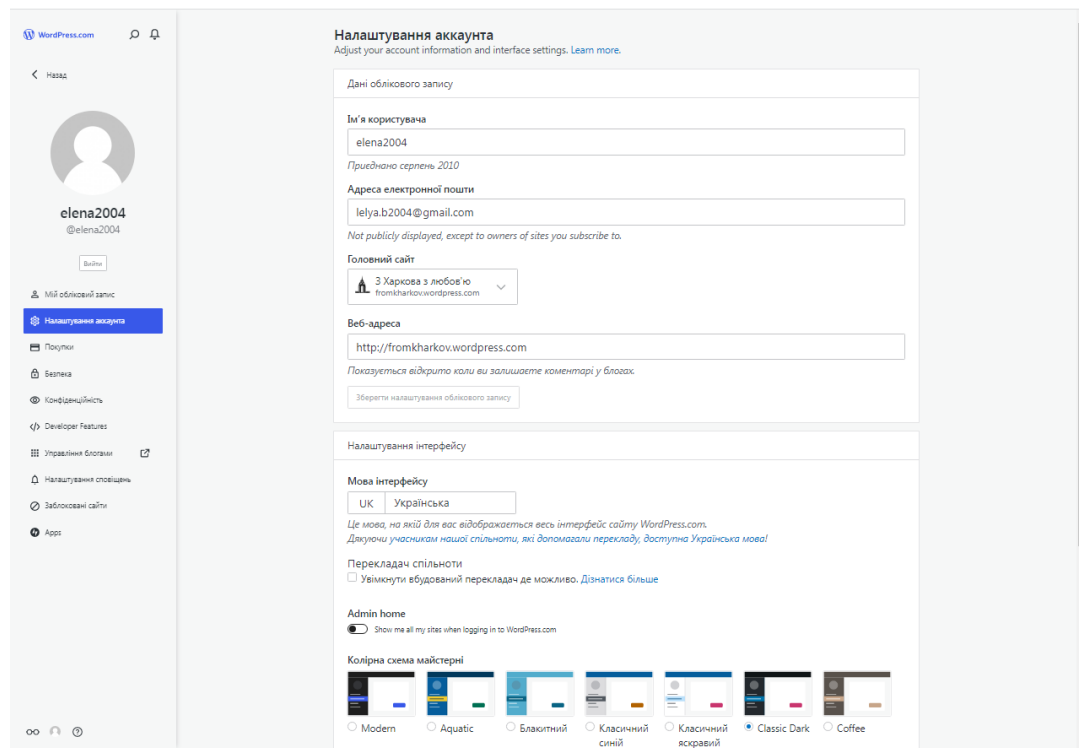 WordPress.com
Назад
elena2004
@elena2004
Вийти
Мій обліковий запис
Налаштування аккаунта
Покупки
Безпека
Конфіденційність
Developer Features
Управління блогами
Налаштування сповіщень
Заблоковані сайти
Apps
Налаштування аккаунта
Adjust your account information and interface settings. Learn more.
Дані облікового запису
Ім'я користувача
elena2004
Приєднано серпень 2010
Адреса електронної пошти
lelya.b2004@gmail.com
Not publicly displayed, except to owners of sites you subscribe to.
Головний сайт
З Харкова з любов'ю
fromkharkov.wordpress.com
Веб-адреса
http://fromkharkov.wordpress.com
Показується відкрито коли ви залишаєте коментарі у блогах.
Зберегти налаштування облікового запису
Налаштування інтерфейсу
Мова інтерфейсу
UK Українська
Це мова, на якій для вас відображається весь інтерфейс сайту WordPress.com.
Дякуючи учасникам нашої спільноти, які допомагали перекладу, доступна Українська мова!
Перекладач спільноти
Увімкнути вбудований перекладач де можливо. Дізнатися більше
Admin home
Show me all my sites when logging in to WordPress.com
Колірна схема майстерні
Modern
Aquatic
Блакитний
Класичний
синій
Класичний
яскравий
Classic Dark
Coffee